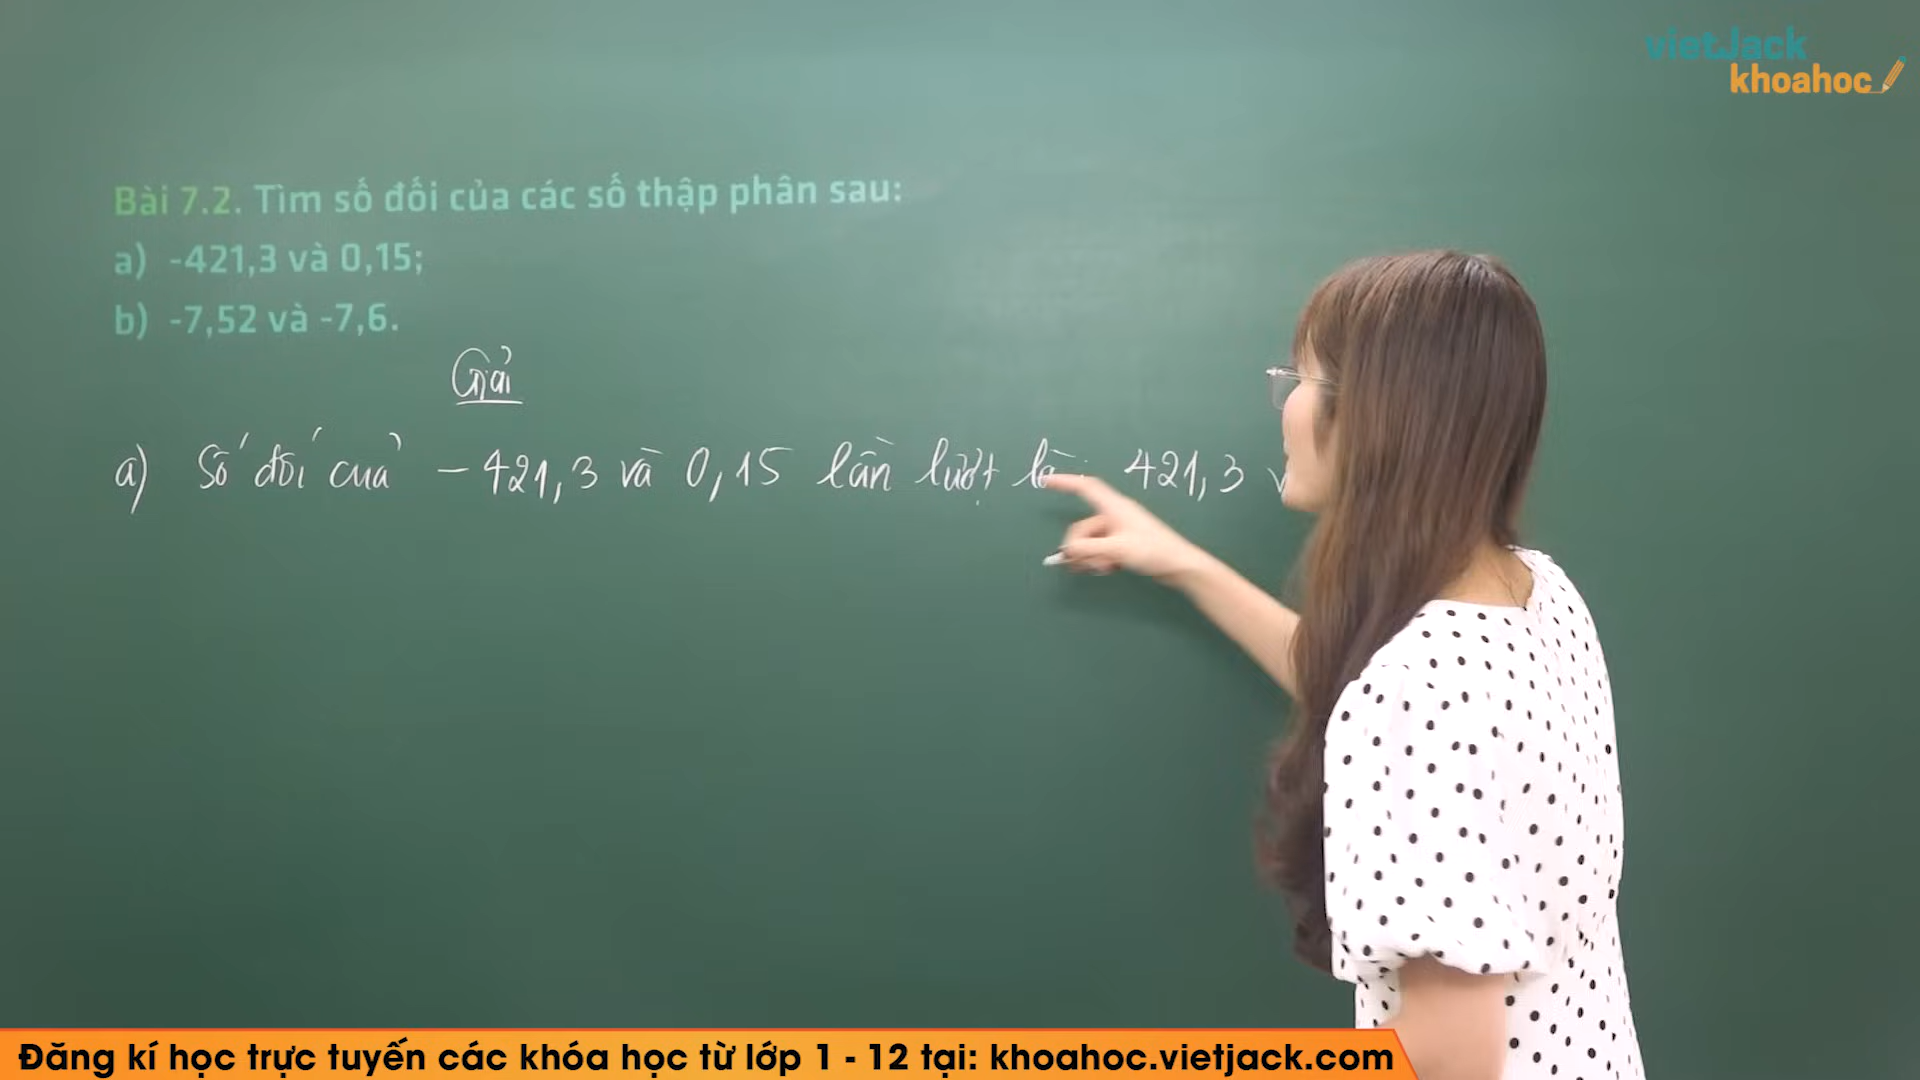 vietJack
khoahoc
Bài 7.2. Tìm số đối của các số thập phân sau:
a) -421,3 và 0,15;
b) -7,52 và -7,6.
Giải
a) Số đối của -421,3 và 0,15 lần lượt là: 421,3 v
Đăng kí học trực tuyến các khóa học từ lớp 1 - 12 tại: khoahoc.vietjack.com